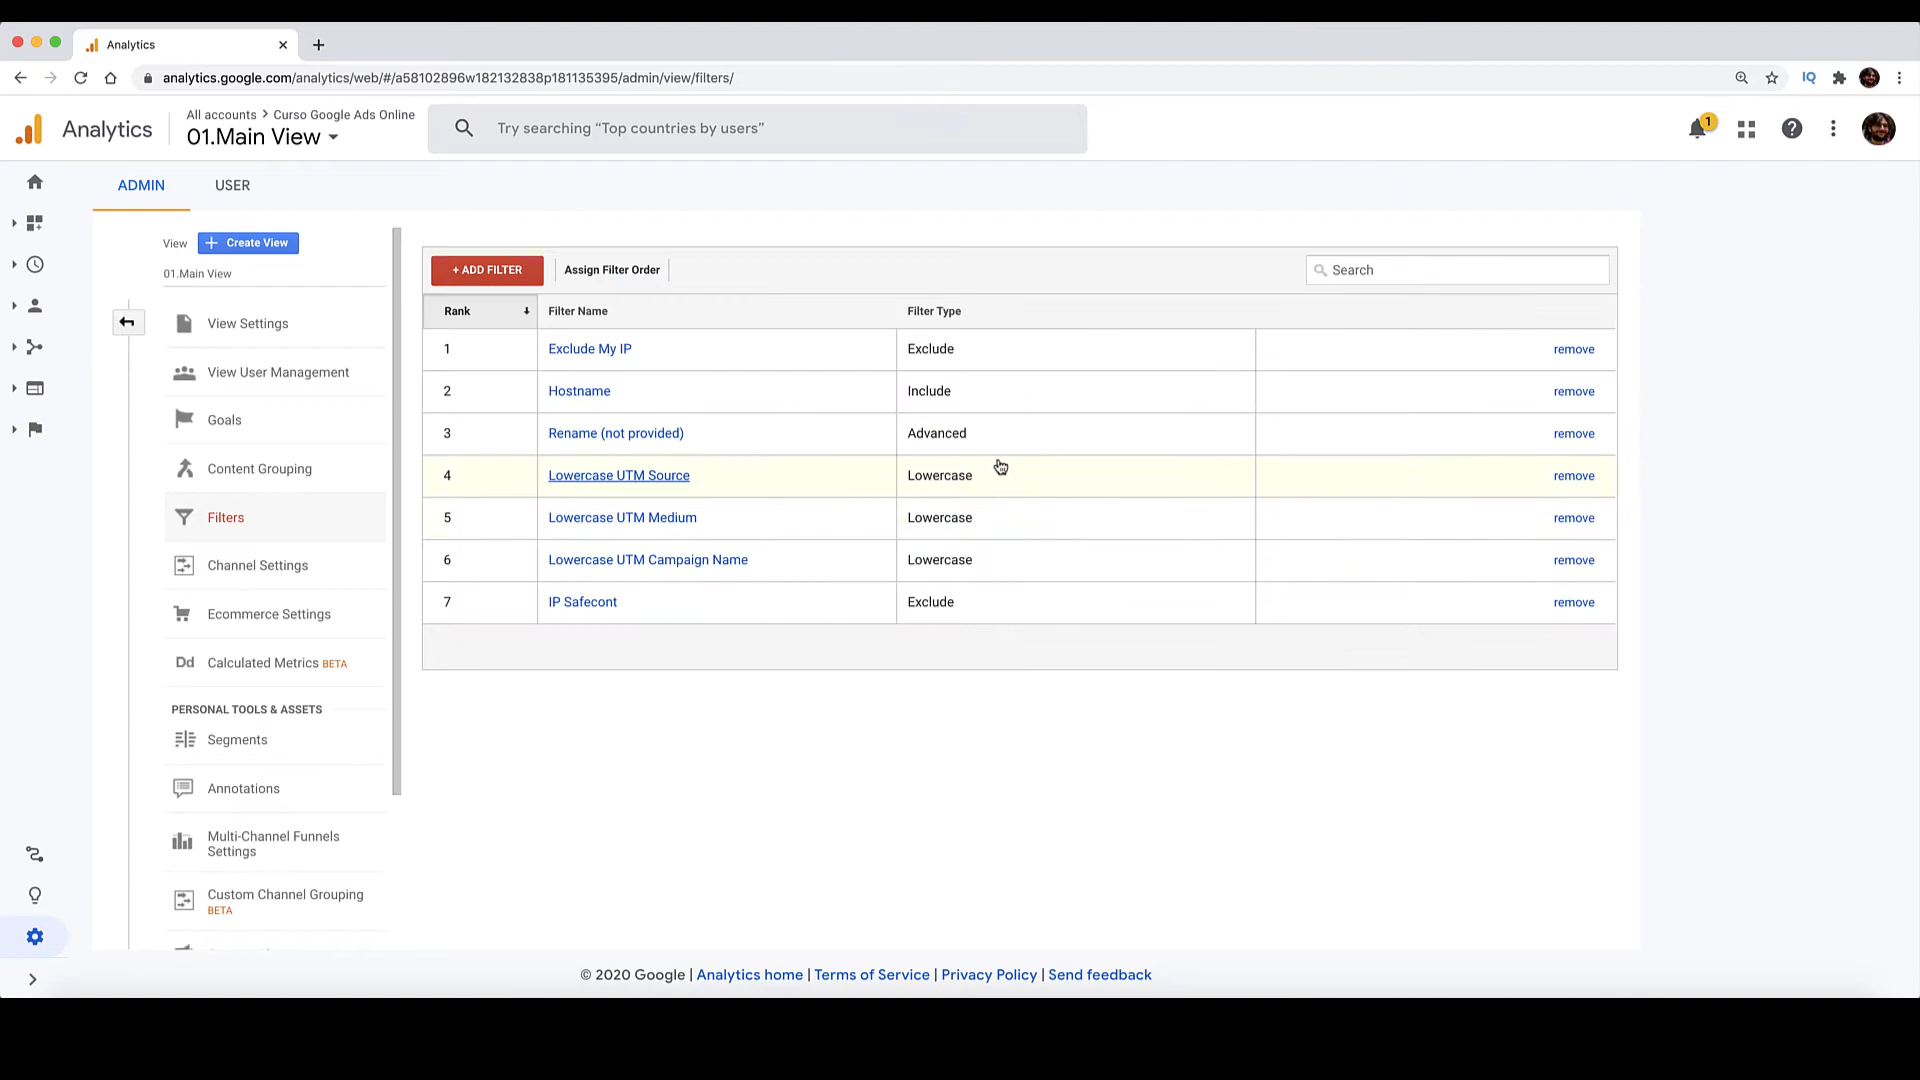 Analytics
analytics.google.com/analytics/web/#/a58102896w182132838p181135395/admin/view/filters/
IQ
Analytics
All accounts > Curso Google Ads Online
01.Main View
Try searching “Top countries by users”
1
ADMIN
USER
View
+ Create View
01.Main View
View Settings
View User Management
Goals
Content Grouping
Filters
Channel Settings
Ecommerce Settings
Dd Calculated Metrics BETA
PERSONAL TOOLS & ASSETS
Segments
Annotations
Multi-Channel Funnels
Settings
Custom Channel Grouping
BETA
+ ADD FILTER
Assign Filter Order
Search
Rank Filter Name Filter Type
1 Exclude My IP Exclude remove
2 Hostname Include remove
3 Rename (not provided) Advanced remove
4 Lowercase UTM Source Lowercase remove
5 Lowercase UTM Medium Lowercase remove
6 Lowercase UTM Campaign Name Lowercase remove
7 IP Safecont Exclude remove
© 2020 Google | Analytics home | Terms of Service | Privacy Policy | Send feedback